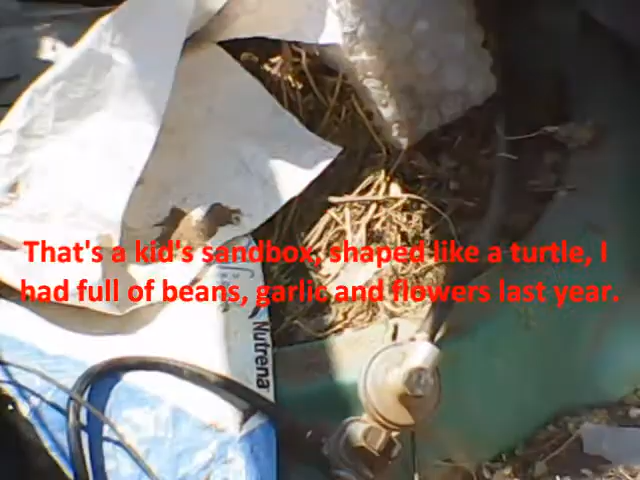 That's a kid's sandbox, shaped like a turtle, I
had full of beans, garlic and flowers last year.
Nutrena